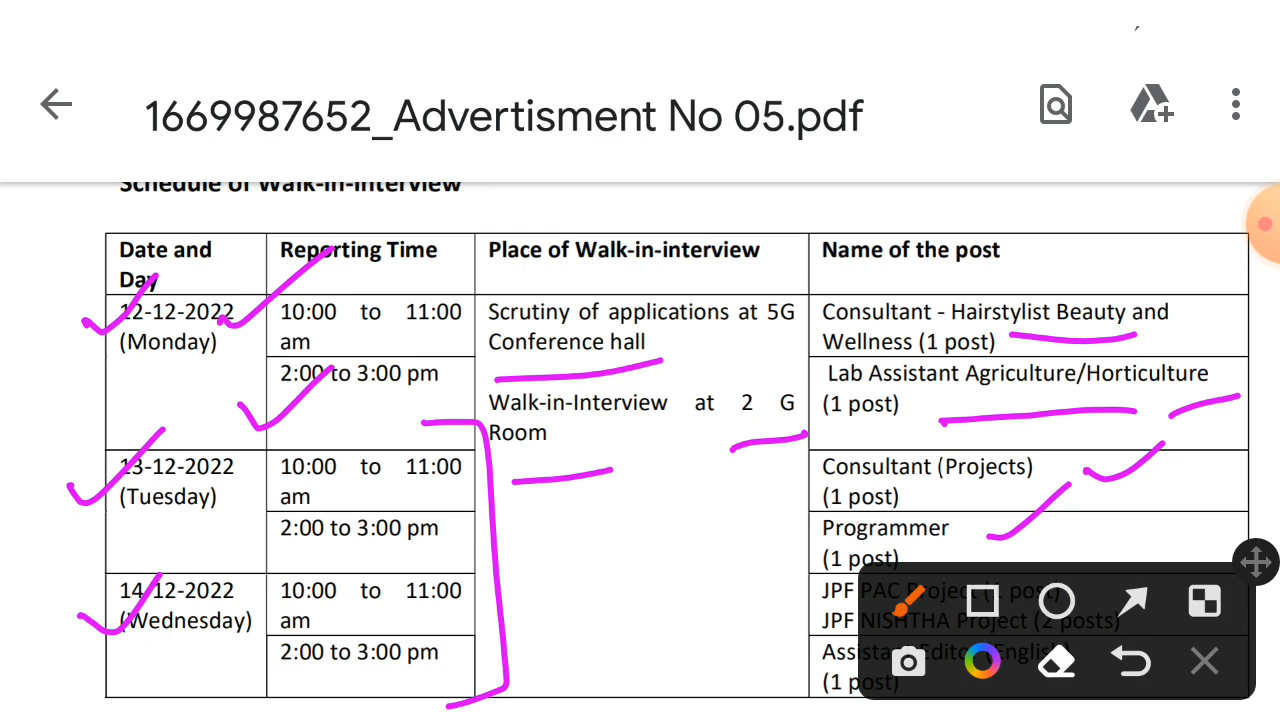 1669987652_Advertisment No 05.pdf
Schedule of Walk-in-interview
Date and Day
Reporting Time
Place of Walk-in-interview
Name of the post
12-12-2022
(Monday)
10:00 to 11:00
am
Scrutiny of applications at 5G
Conference hall
Consultant - Hairstylist Beauty and
Wellness (1 post)
2:00 to 3:00 pm
Walk-in-Interview at 2 G
Room
Lab Assistant Agriculture/Horticulture
(1 post)
13-12-2022
(Tuesday)
10:00 to 11:00
am
Consultant (Projects)
(1 post)
2:00 to 3:00 pm
Programmer
(1 post)
14-12-2022
(Wednesday)
10:00 to 11:00
am
JPF PAC Project (1 post)
JPF NISHTHA Project (2 posts)
2:00 to 3:00 pm
Assistant Editor (English)
(1 post)